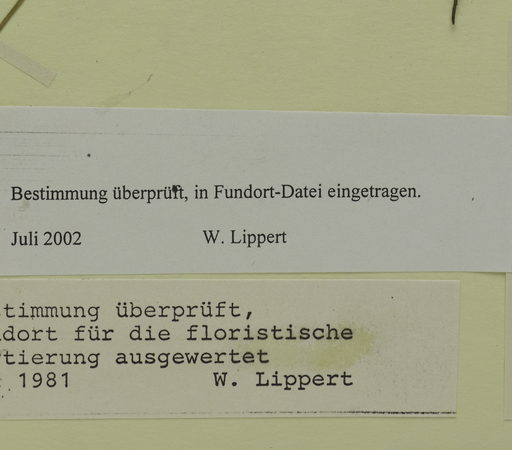 Bestimmung überprüft, in Fundort-Datei eingetragen.
Juli 2002 W. Lippert
timmung überprüft,
dort für die floristische
tierung ausgewertet
1981 W. Lippert